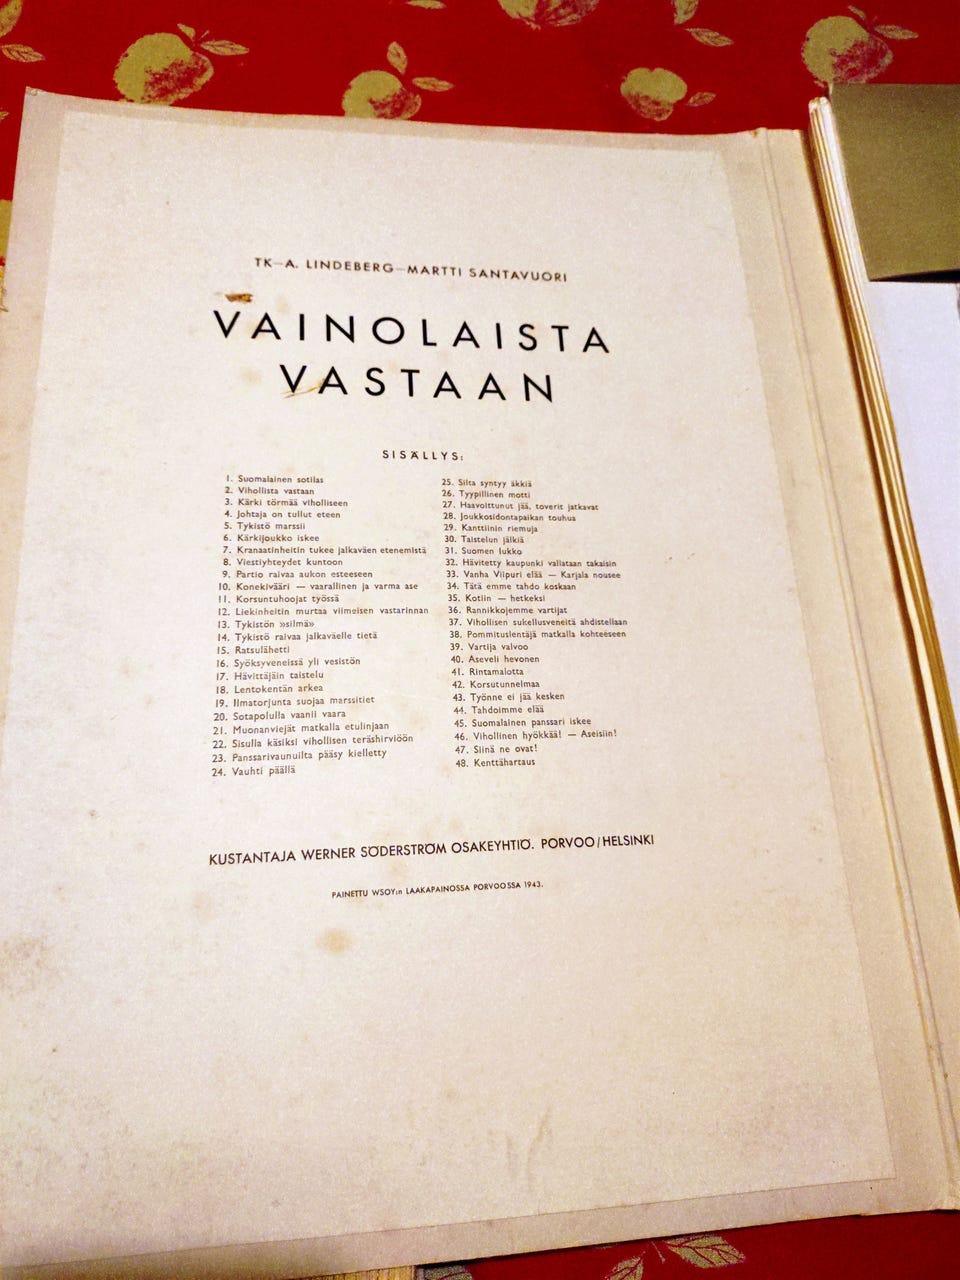 TK–A. LINDEBERG–MARTTI SANTAVUORI
VAINOLAISTA
VASTAAN
SISÄLLYS:
1. Suomalainen sotilas
2. Vihollista vastaan
3. Kärki törmää viholliseen
4. Johtaja on tullut eteen
5. Tykistö marssii
6. Kärkijoukko iskee
7. Kranaatinheitin tukee jalkaväen etenemistä
8. Viestiyhteydet kuntoon
9. Partio raivaa aukon esteeseen
10. Konekivääri — vaarallinen ja varma ase
11. Korsuntuhoojat työssä
12. Liekinheitin murtaa viimeisen vastarinnan
13. Tykistön »silmä»
14. Tykistö raivaa jalkaväelle tietä
15. Ratsulähetti
16. Syöksyveneissä yli vesistön
17. Hävittäjäin taistelu
18. Lentokentän arkea
19. Ilmatorjunta suojaa marssitiet
20. Sotapolulla vaanii vaara
21. Muonanviejät matkalla etulinjaan
22. Sisulla käsiksi vihollisen teräshirviöön
23. Panssarivaunuilta pääsy kielletty
24. Vauhti päällä
25. Silta syntyy äkkiä
26. Tyypillinen motti
27. Haavoittunut jää, toverit jatkavat
28. Joukkosidontapaikan touhua
29. Kanttiinin riemuja
30. Taistelun jälkiä
31. Suomen lukko
32. Hävitetty kaupunki vallataan takaisin
33. Vanha Viipuri elää — Karjala nousee
34. Tätä emme tahdo koskaan
35. Kotiin — hetkeksi
36. Rannikkojemme vartijat
37. Vihollisen sukellusveneitä ahdistellaan
38. Pommituslentäjä matkalla kohteeseen
39. Vartija valvoo
40. Aseveli hevonen
41. Rintamalotta
42. Korsutunnelmaa
43. Työnne ei jää kesken
44. Tahdoimme elää
45. Suomalainen panssari iskee
46. Vihollinen hyökkää! — Aseisiin!
47. Siinä ne ovat!
48. Kenttähartaus
KUSTANTAJA WERNER SÖDERSTRÖM OSAKEYHTIÖ. PORVOO/HELSINKI
PAINETTU WSOY:n LAAKAPAINOSSA PORVOOSSA 1943.